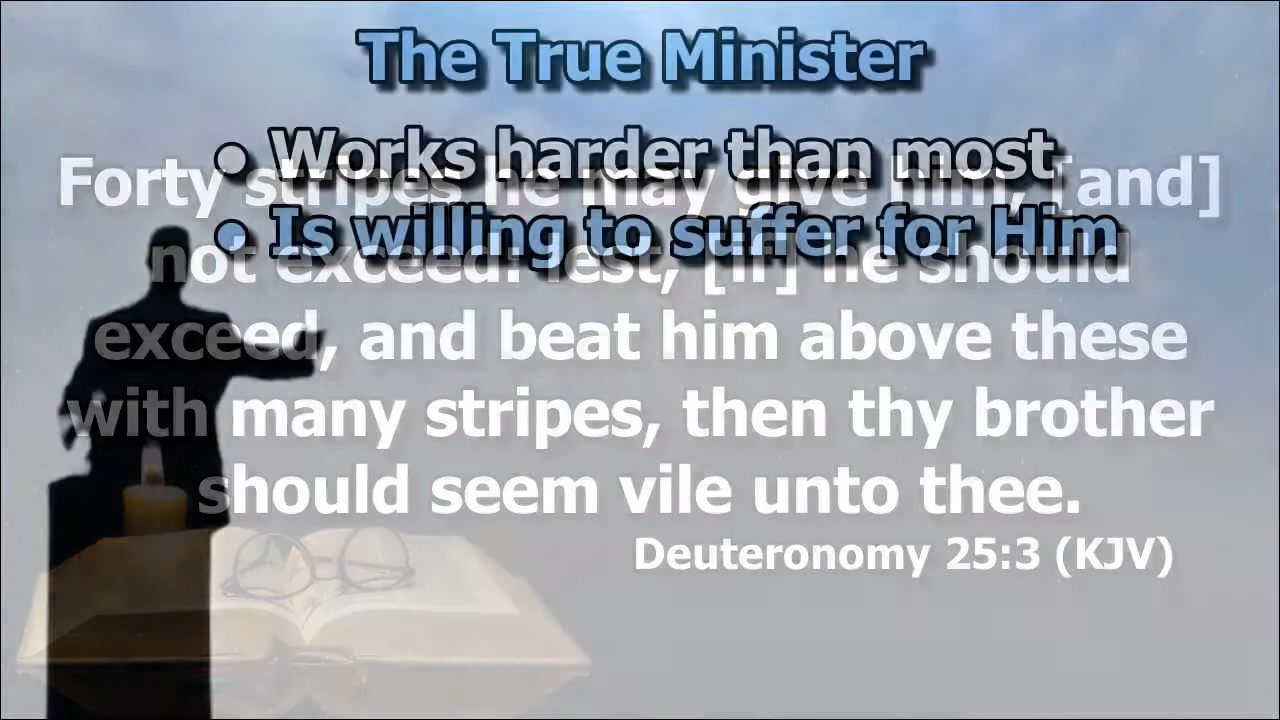 The True Minister
• Works harder than most
• Is willing to suffer for Him
Forty stripes he may give him, [and]
not exceed: lest, [if] he should
exceed, and beat him above these
with many stripes, then thy brother
should seem vile unto thee.
Deuteronomy 25:3 (KJV)